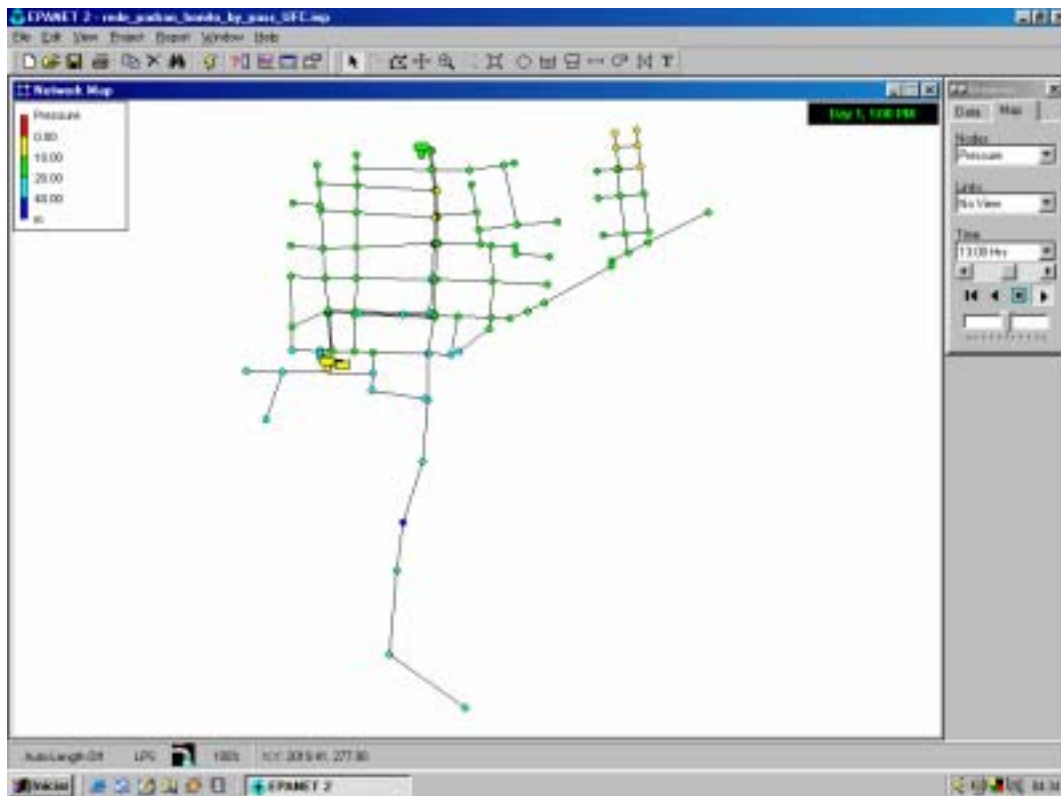 EPANET 2 -
File Edit View Project Report Window Help
Network Map
Pressure
0.00
10.00
20.00
40.00
m
Day 1, 1:00 PM
Data Map
Nodes
Pressure
Links
No View
Time
13:00 Hrs
Auto-Length Off LPS 100% X,Y:
Inicio EPANET 2